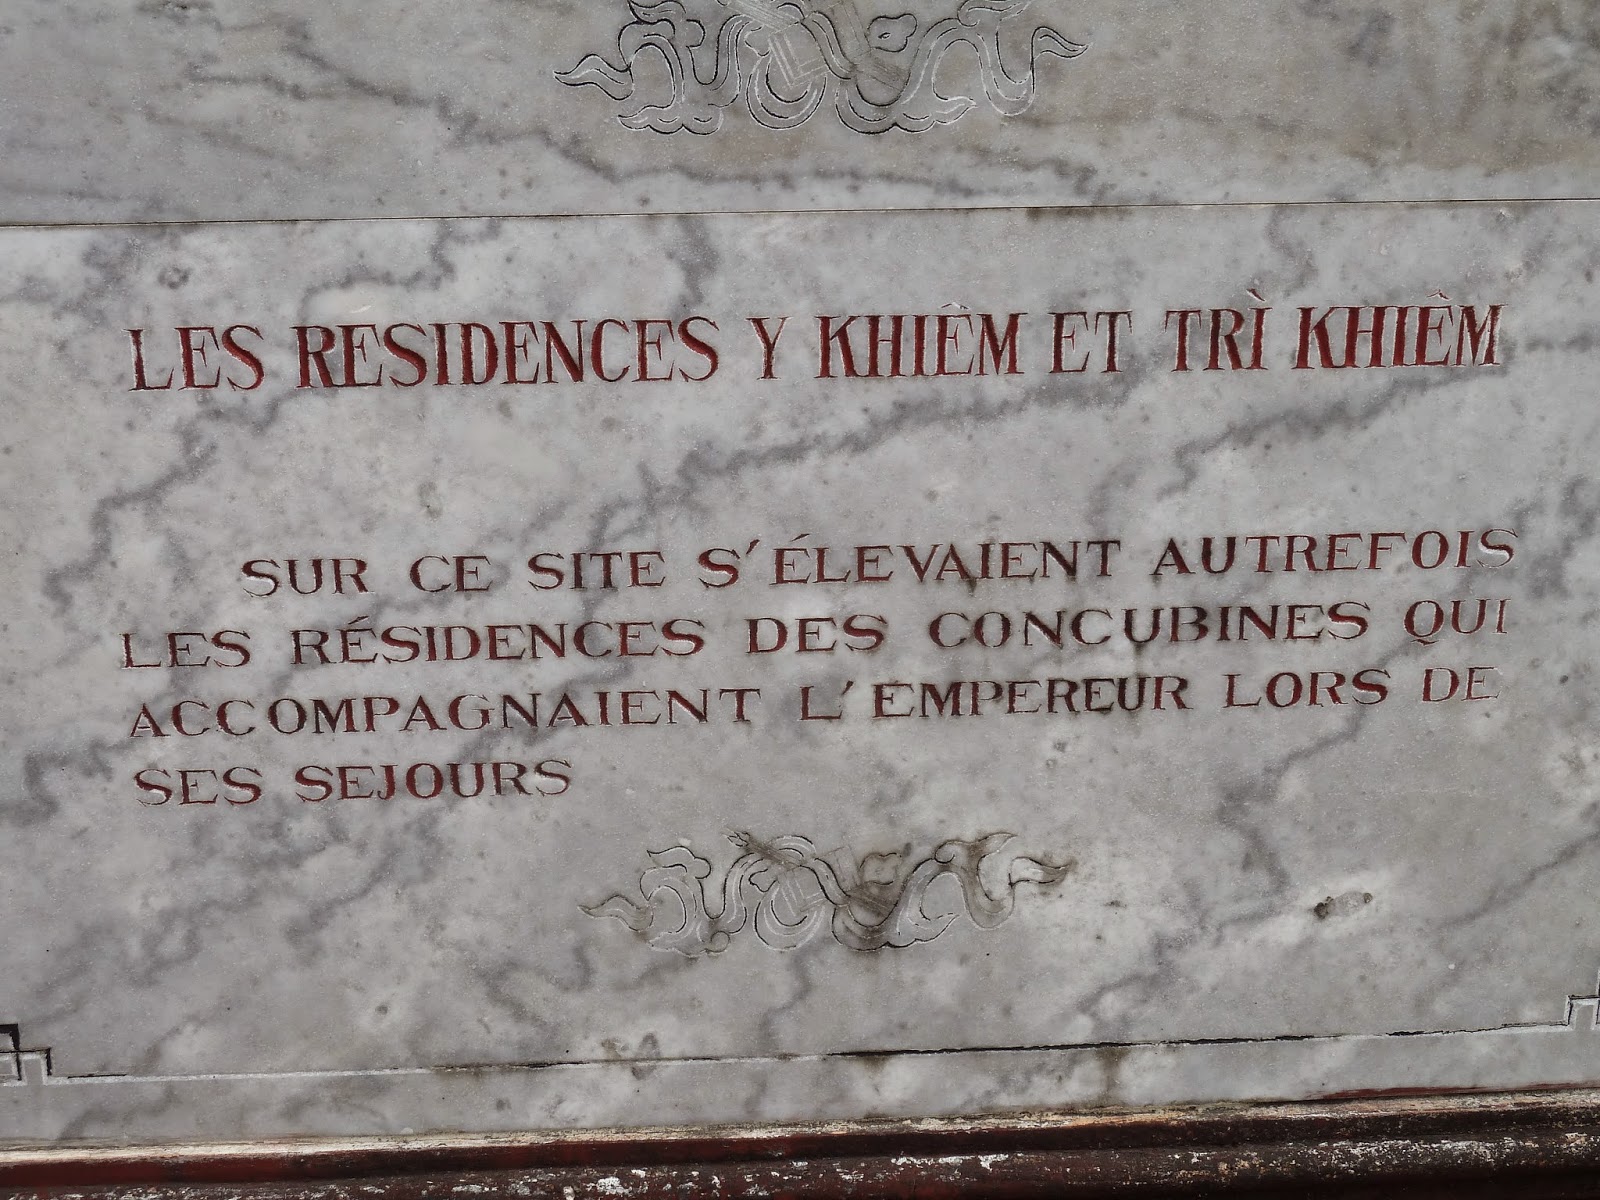 LES RESIDENCES Y KHIÊM ET TRÌ KHIÊM
SUR CE SITE S'ÉLEVAIENT AUTREFOIS
LES RÉSIDENCES DES CONCUBINES QUI
ACCOMPAGNAIENT L'EMPEREUR LORS DE
SES SEJOURS